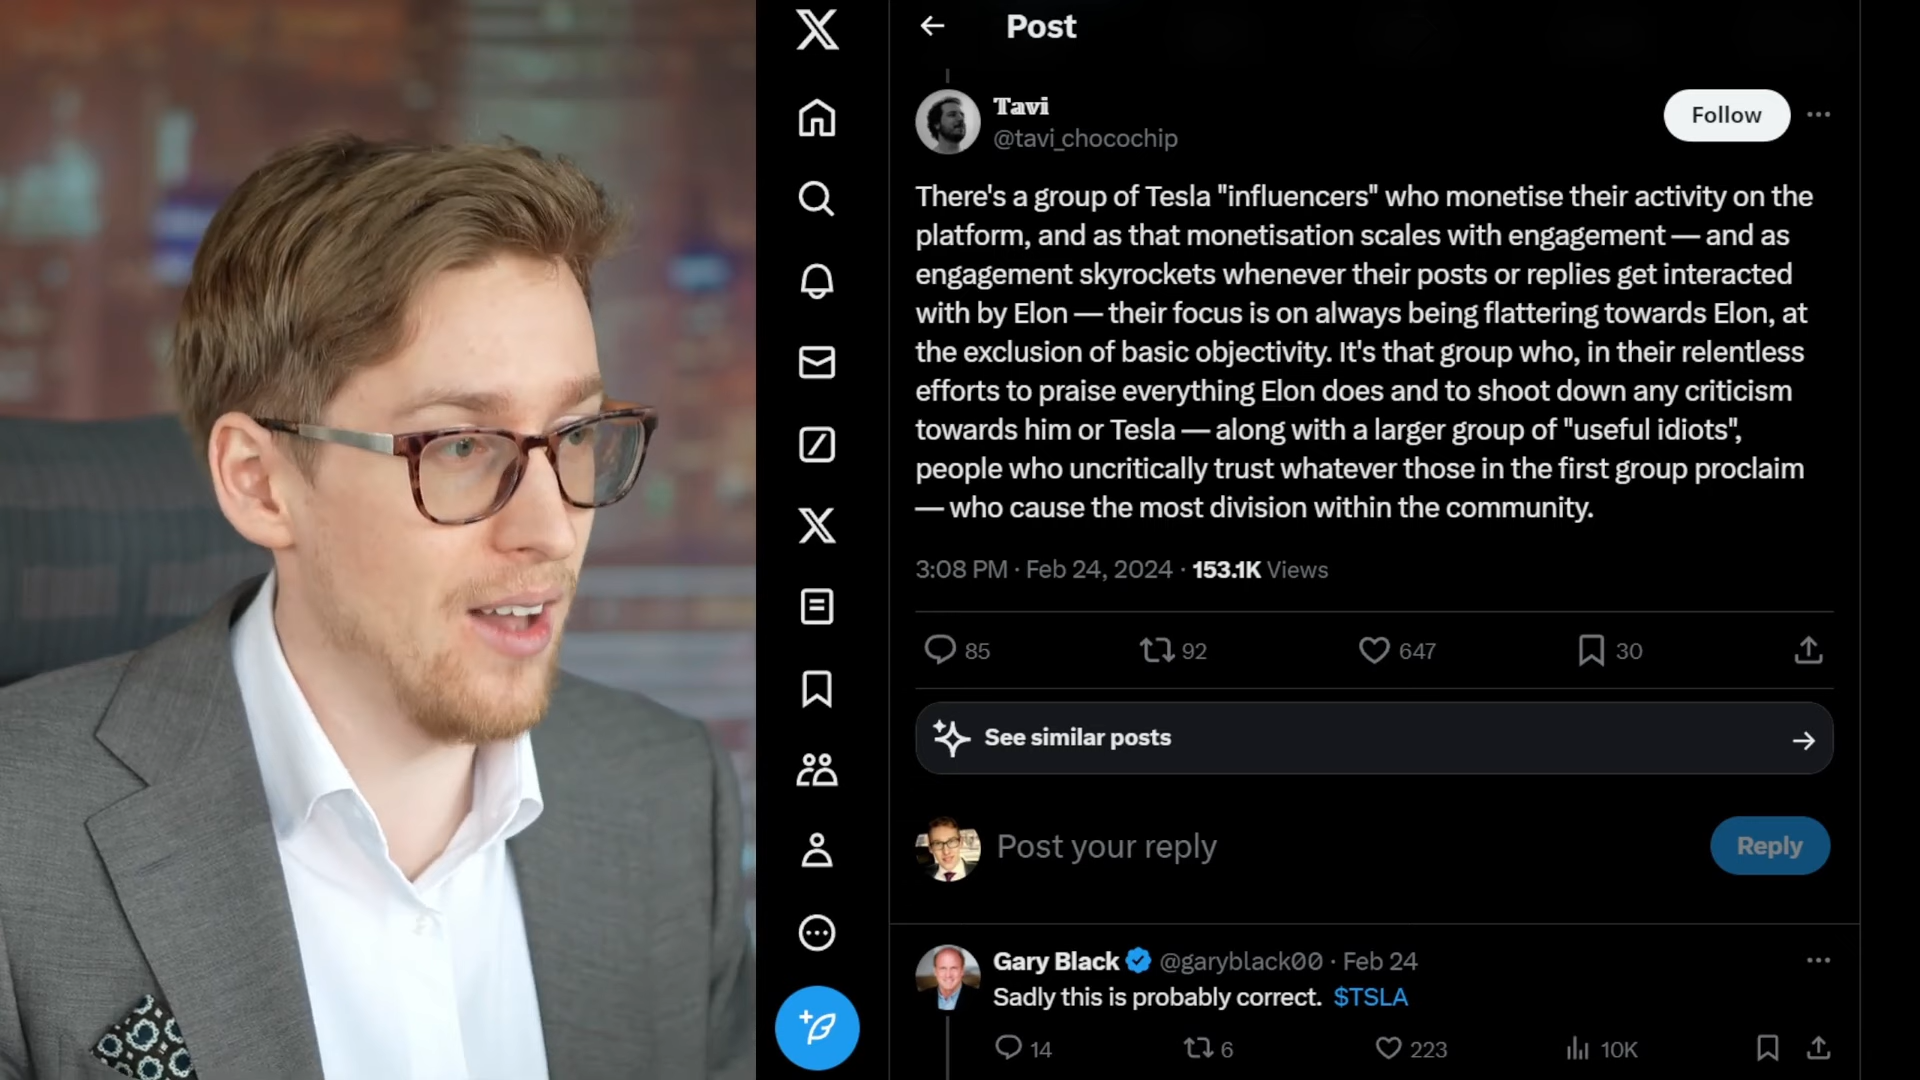 Post
Tavi
@tavi_chocochip
Follow
There's a group of Tesla "influencers" who monetise their activity on the
platform, and as that monetisation scales with engagement — and as
engagement skyrockets whenever their posts or replies get interacted
with by Elon — their focus is on always being flattering towards Elon, at
the exclusion of basic objectivity. It's that group who, in their relentless
efforts to praise everything Elon does and to shoot down any criticism
towards him or Tesla — along with a larger group of "useful idiots",
people who uncritically trust whatever those in the first group proclaim
— who cause the most division within the community.
3:08 PM · Feb 24, 2024 · 153.1K Views
85 92 647 30
See similar posts
Post your reply
Reply
Gary Black @garyblack00 · Feb 24
Sadly this is probably correct. $TSLA
14 6 223 10K